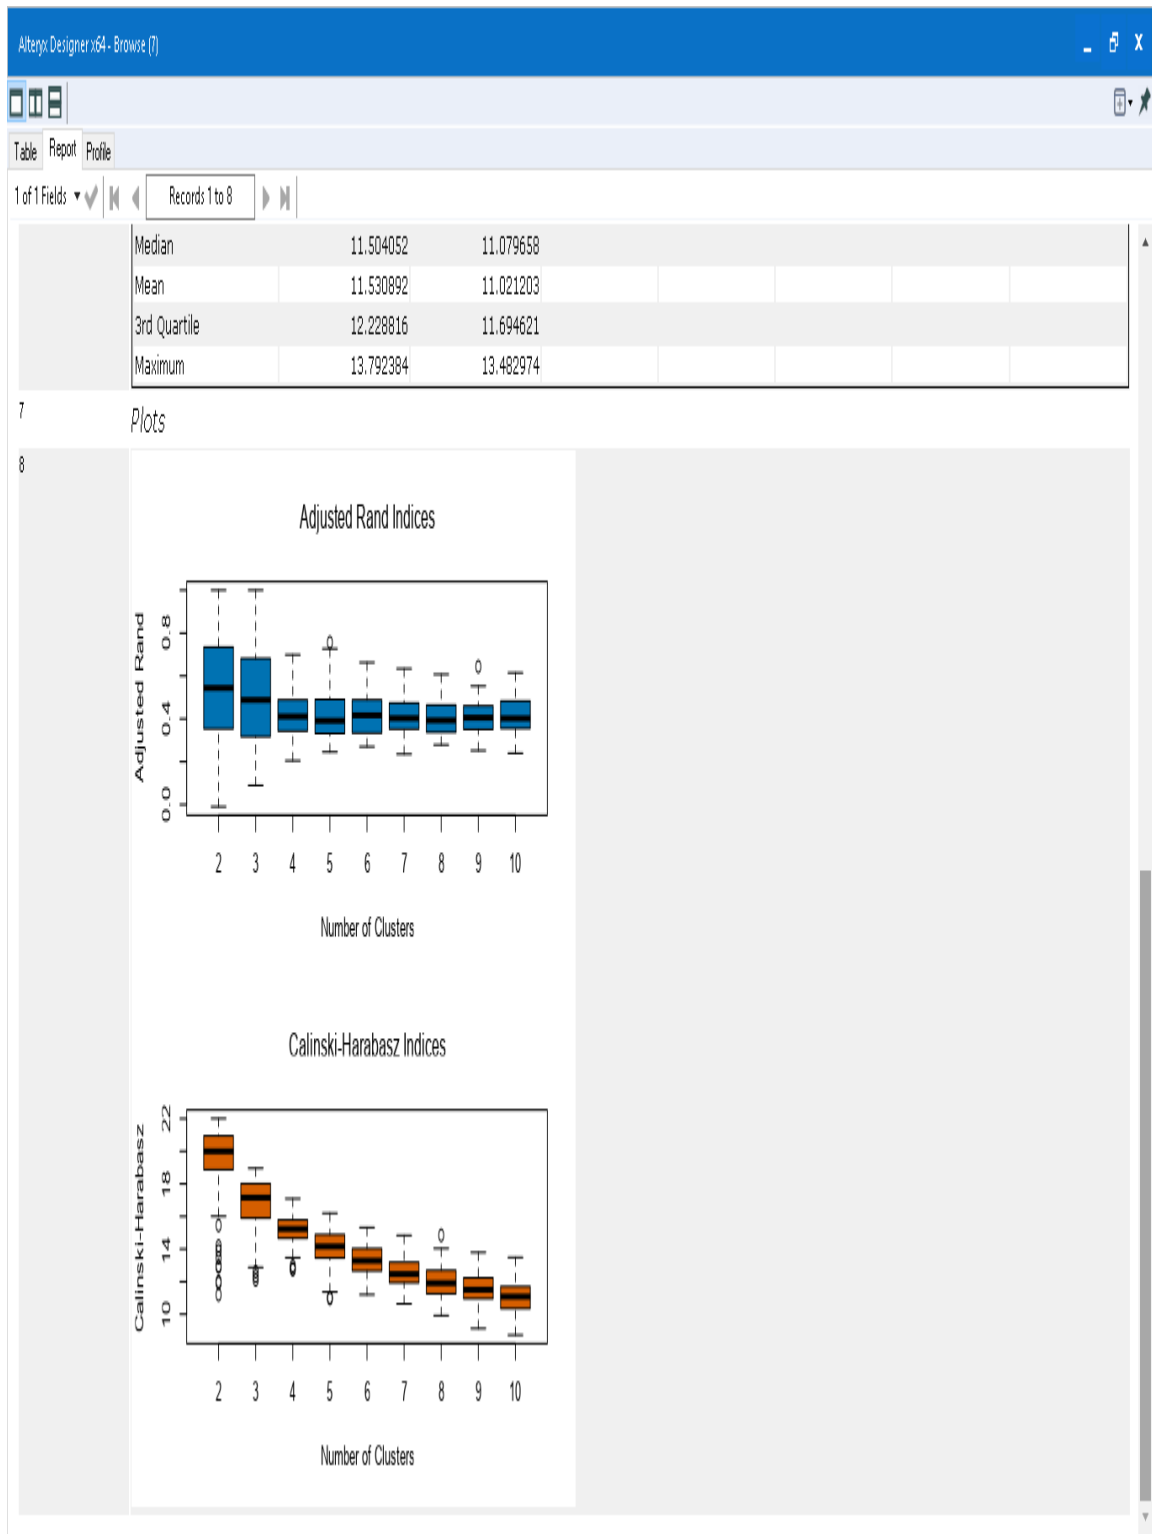 Alteryx Designer x64 - Browse (7)
Table Report Profile
1 of 1 Fields Records 1 to 8
Median 11.504052 11.079658
Mean 11.530892 11.021203
3rd Quartile 12.228816 11.694621
Maximum 13.792384 13.482974
7 Plots
8
Adjusted Rand Indices
Adjusted Rand
0.8
0.4
0.0
2 3 4 5 6 7 8 9 10
Number of Clusters
Calinski-Harabasz Indices
Calinski-Harabasz
22
18
14
10
2 3 4 5 6 7 8 9 10
Number of Clusters